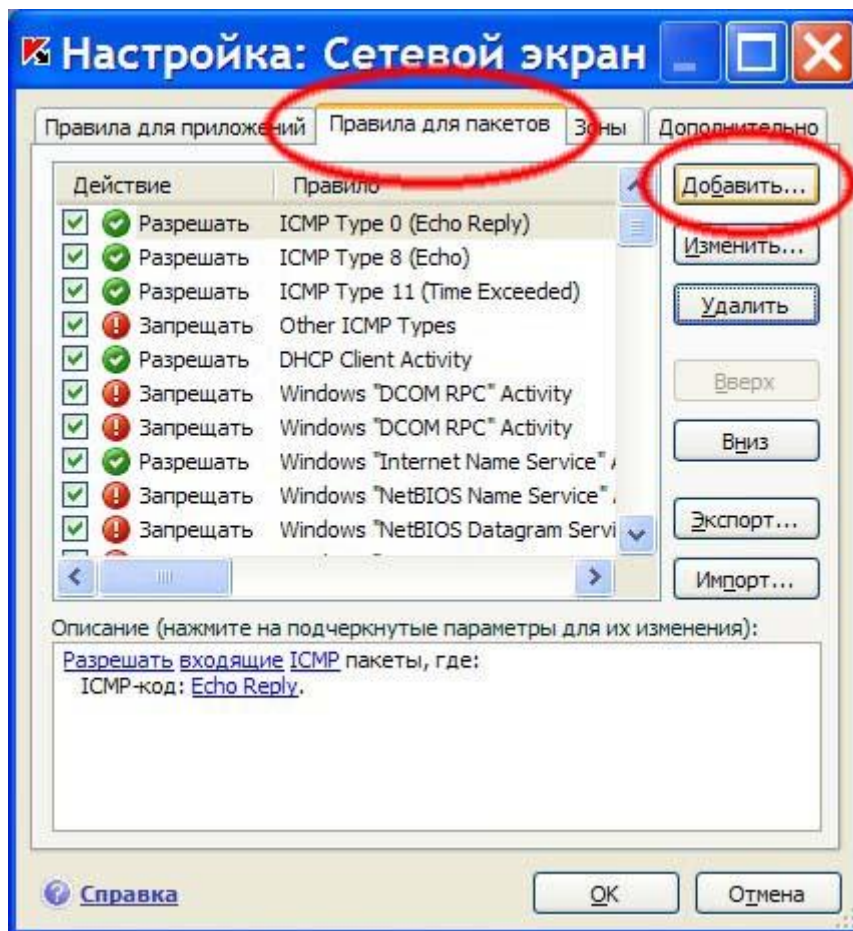 Настройка: Сетевой экран
Правила для приложений Правила для пакетов Зоны Дополнительно
Действие Правило Добавить...
Разрешать ICMP Type 0 (Echo Reply)
Разрешать ICMP Type 8 (Echo) Изменить...
Разрешать ICMP Type 11 (Time Exceeded) Удалить
Запрещать Other ICMP Types
Разрешать DHCP Client Activity Вверх
Запрещать Windows "DCOM RPC" Activity
Запрещать Windows "DCOM RPC" Activity Вниз
Разрешать Windows "Internet Name Service"
Запрещать Windows "NetBIOS Name Service" Экспорт...
Запрещать Windows "NetBIOS Datagram Servi
Импорт...
Описание (нажмите на подчеркнутые параметры для их изменения):
Разрешать входящие ICMP пакеты, где:
ICMP-код: Echo Reply.
Справка OK Отмена